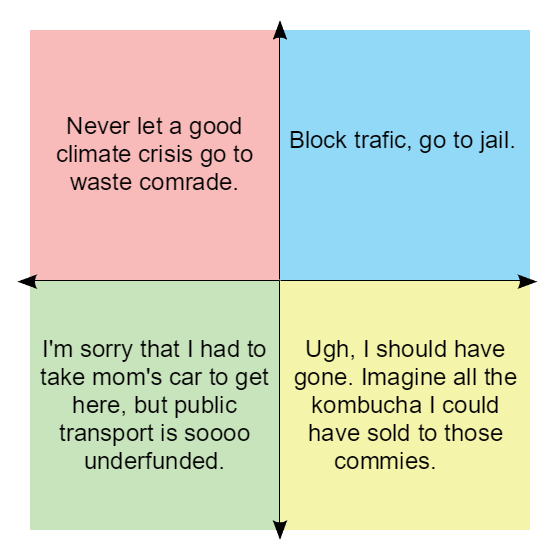 Never let a good
climate crisis go to
waste comrade.
Block trafic, go to jail.
I'm sorry that I had to
take mom's car to get
here, but public
transport is soooo
underfunded.
Ugh, I should have
gone. Imagine all the
kombucha I could
have sold to those
commies.